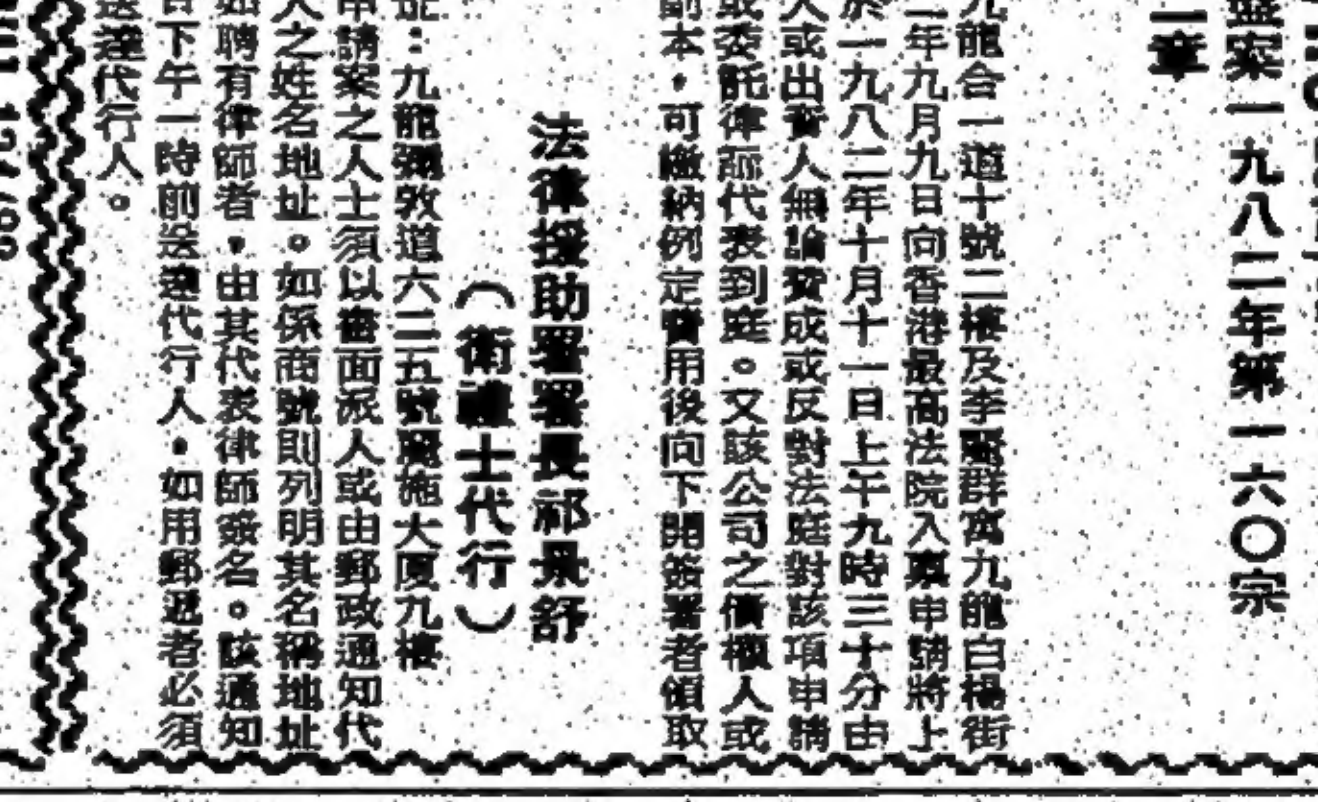 盤案一九八二年第一六〇宗
二章
九龍合一道十號二樓及李麗群寓九龍白楊街
二年九月九日向香港最高法院入稟申請將上
於一九八二年十月十一日上午九時三十分由
人或出資人無論贊成或反對法庭對該項申請
或委託律師代表到庭。又該公司之債權人或
副本，可繳納例定費用後向下開簽署者領取
法律援助署署長祁景舒
（衛 士代行）
址：九龍彌敦道六二五號 施大厦九樓
申請案之人士須以書面派人或由郵政通知代
人之姓名地址。如係商號則列明其名稱地址
如聘有律師者，由其代表律師簽名。該通知
日下午一時前送達代行人，如用郵遞者必須
送達代行人。